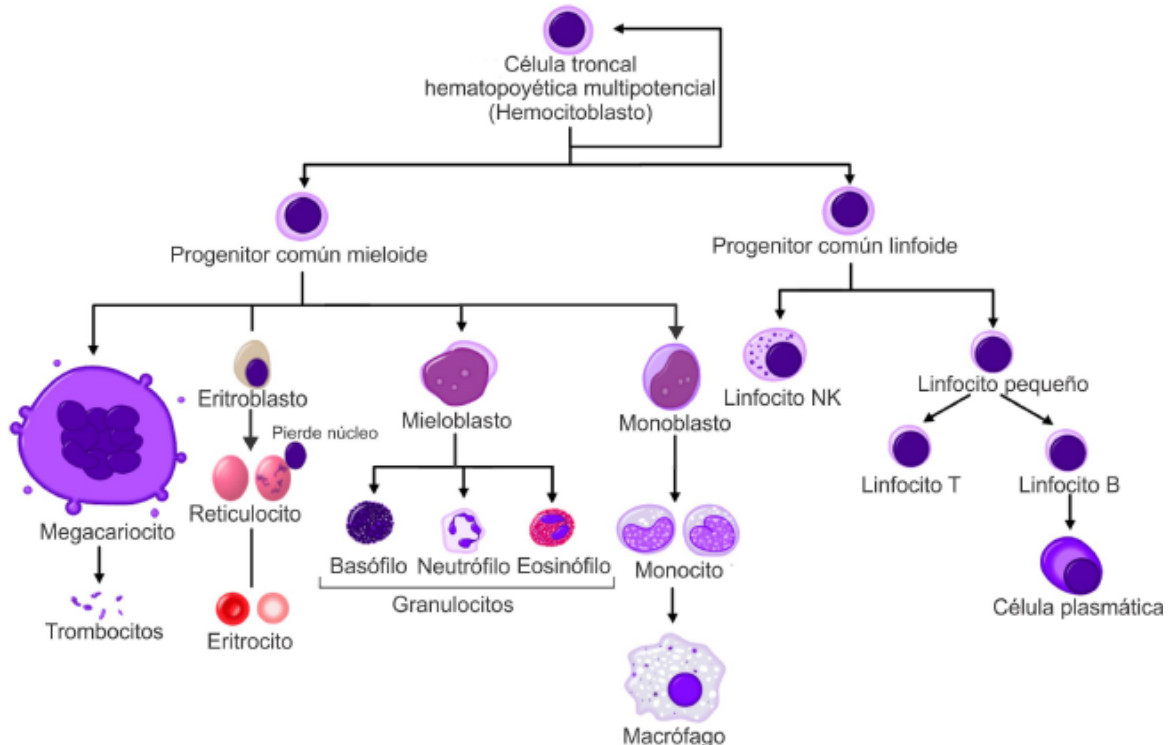 Célula troncal
hematopoyética multipotencial
(Hemocitoblasto)
Progenitor común mieloide
Progenitor común linfoide
Eritroblasto
Pierde núcleo
Reticulocito
Mieloblasto
Monoblasto
Linfocito NK
Linfocito pequeño
Linfocito T
Linfocito B
Megacariocito
Trombocitos
Eritrocito
Basófilo
Neutrófilo
Eosinófilo
Granulocitos
Monocito
Macrófago
Célula plasmática